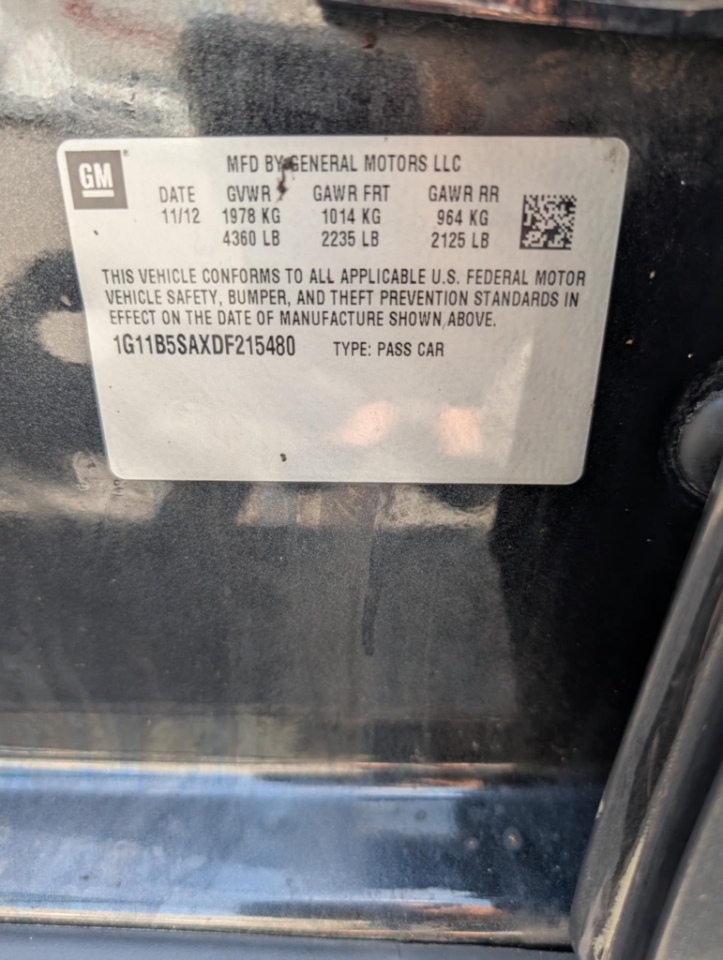 GM
MFD BY GENERAL MOTORS LLC
DATE GVWR GAWR FRT GAWR RR
11/12 1978 KG 1014 KG 964 KG
4360 LB 2235 LB 2125 LB
THIS VEHICLE CONFORMS TO ALL APPLICABLE U.S. FEDERAL MOTOR
VEHICLE SAFETY, BUMPER, AND THEFT PREVENTION STANDARDS IN
EFFECT ON THE DATE OF MANUFACTURE SHOWN ABOVE.
1G11B5SAXDF215480 TYPE: PASS CAR